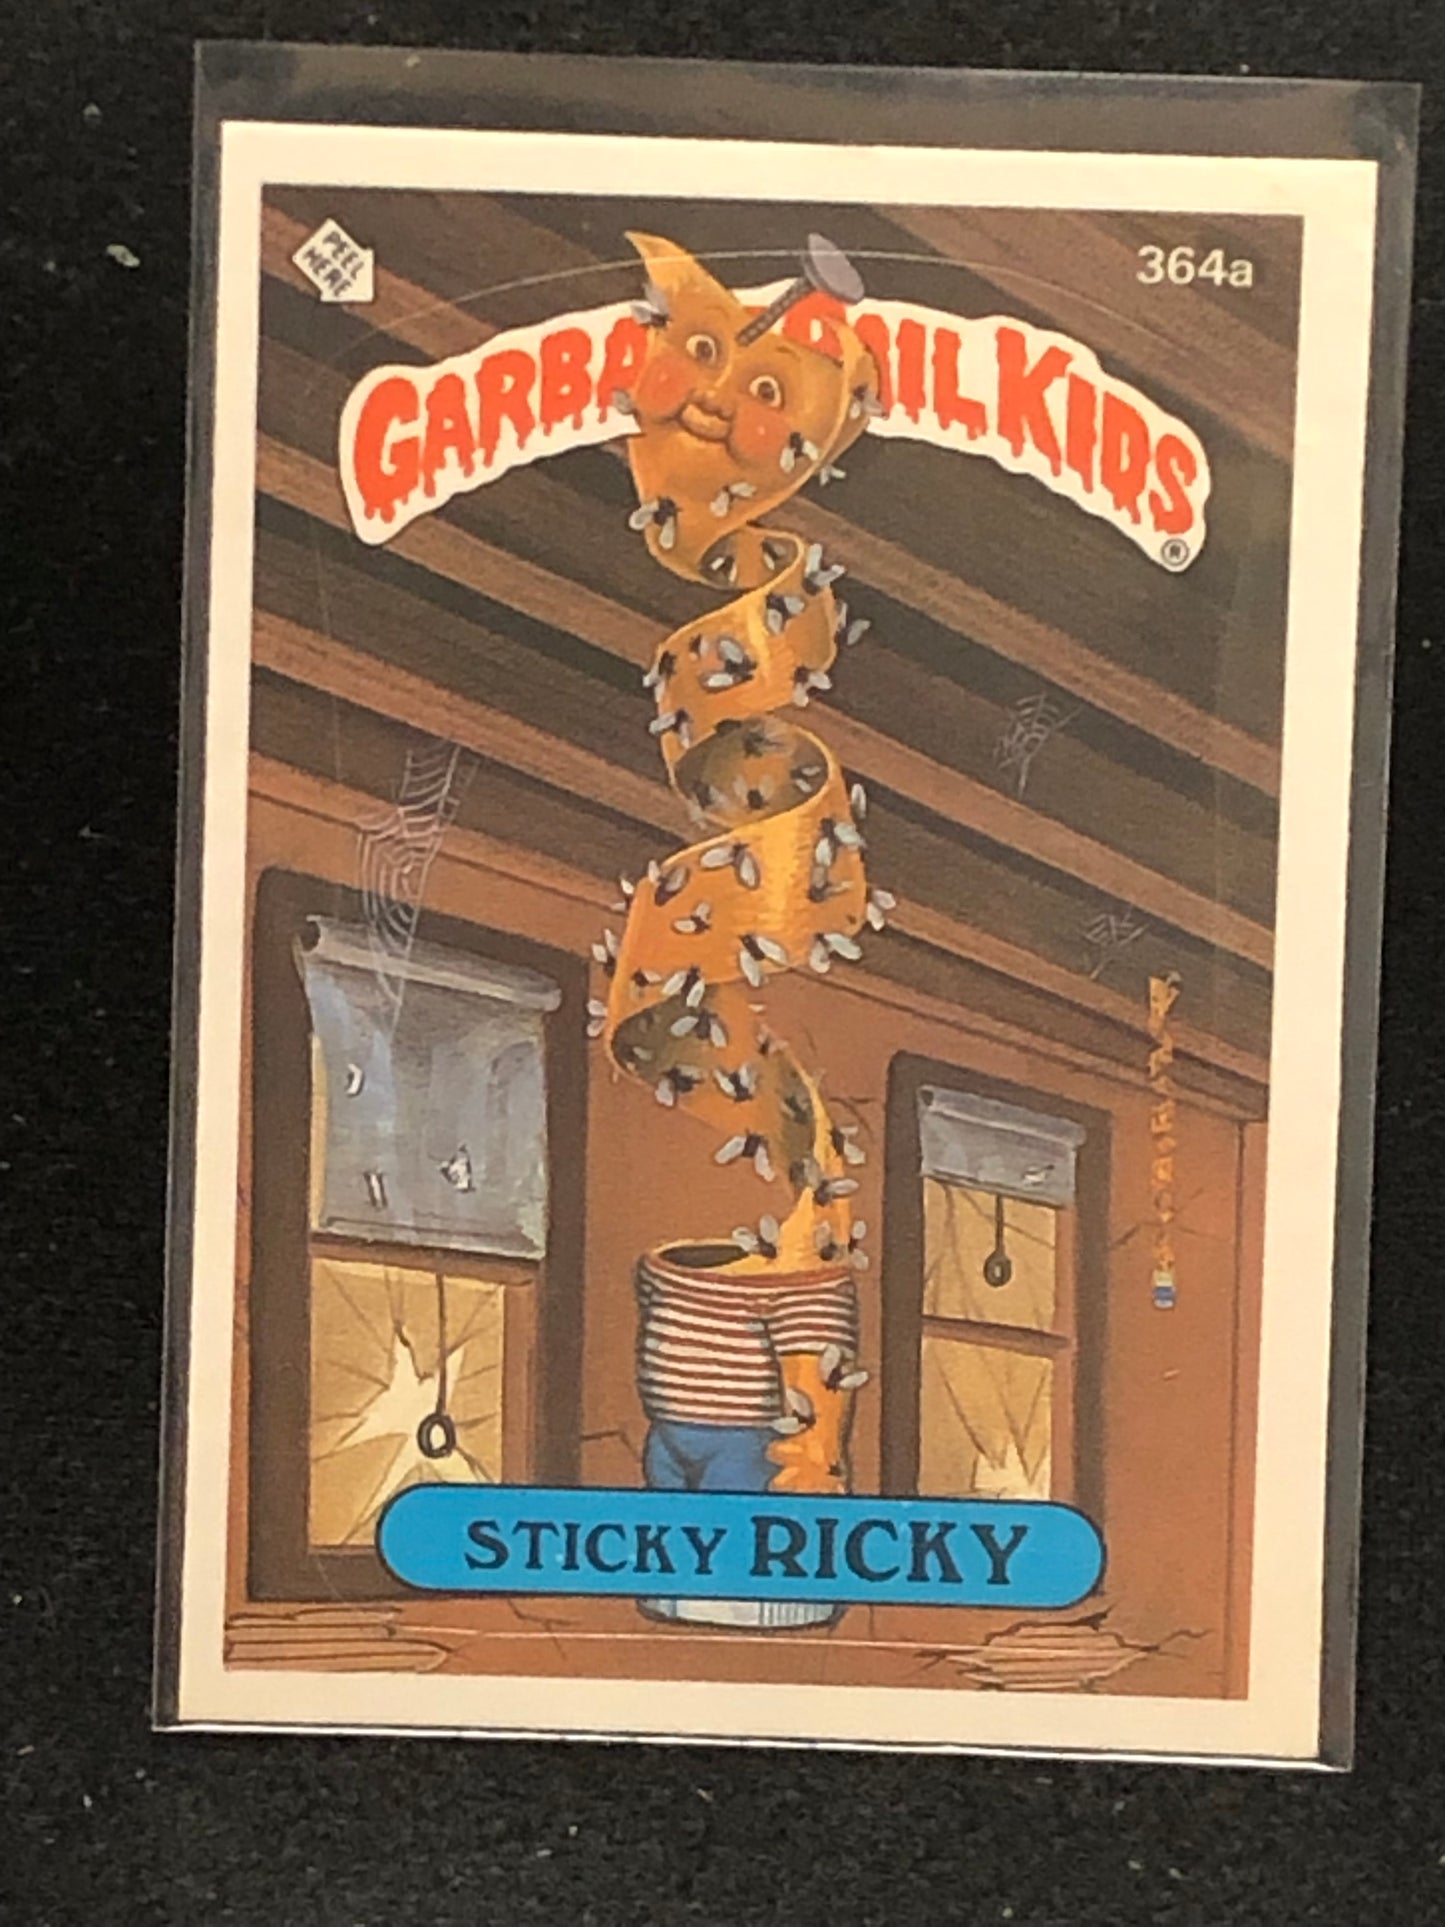 PEEL
HERE
364a
GARBA AIL KIDS
®
STICKY RICKY